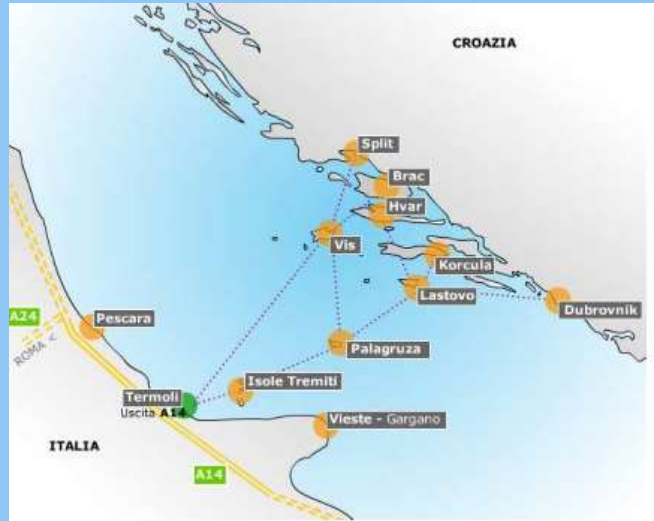 CROAZIA
Split
Brac
Hvar
Vis
Korcula
Lastovo
Dubrovnik
A24
Pescara
ROMA <
Palagruza
Isole Tremiti
Termoli
Uscita A14
Vieste - Gargano
ITALIA
A14